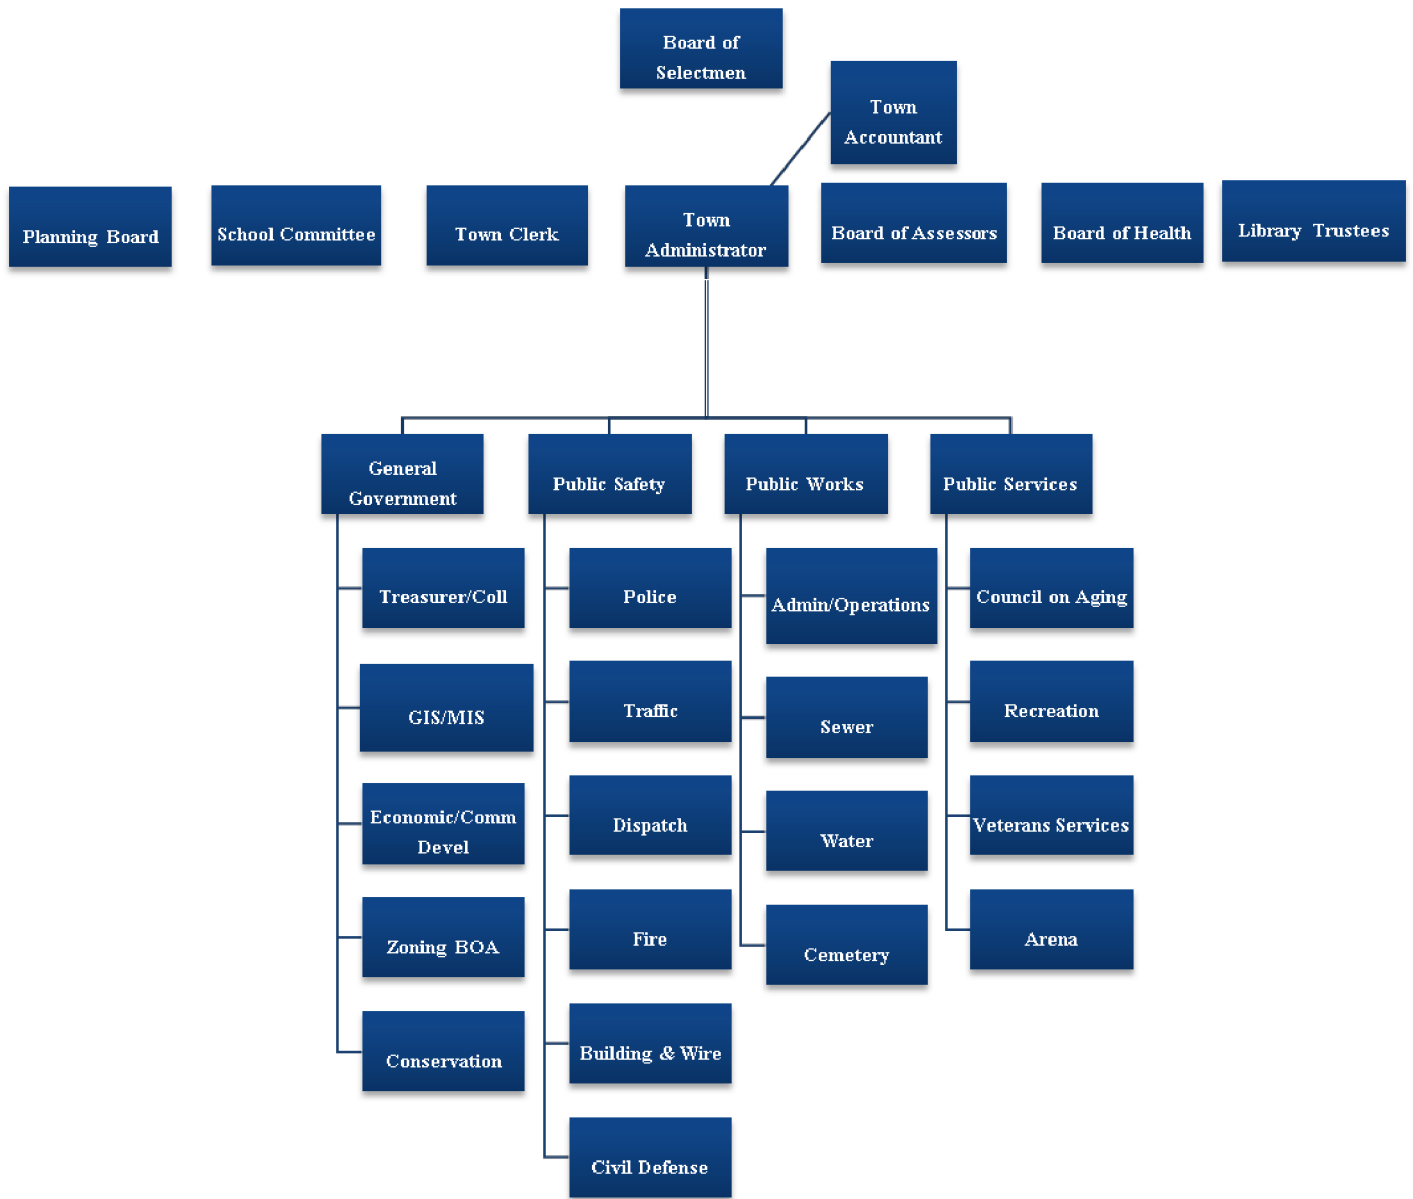 Board of
Selectmen
Town
Accountant
Planning Board
School Committee
Town Clerk
Town
Administrator
Board of Assessors
Board of Health
Library Trustees
General
Government
Public Safety
Public Works
Public Services
Treasurer/Coll
GIS/MIS
Economic/Comm
Devel
Zoning BOA
Conservation
Police
Traffic
Dispatch
Fire
Building & Wire
Civil Defense
Admin/Operations
Sewer
Water
Cemetery
Council on Aging
Recreation
Veterans Services
Arena